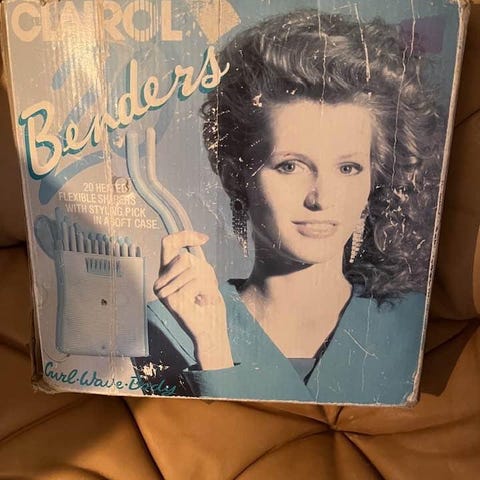 CLAIROL
Benders
20 HEATED
FLEXIBLE SHAPERS
WITH STYLING PICK
IN A SOFT CASE.
Curl•Wave•Body